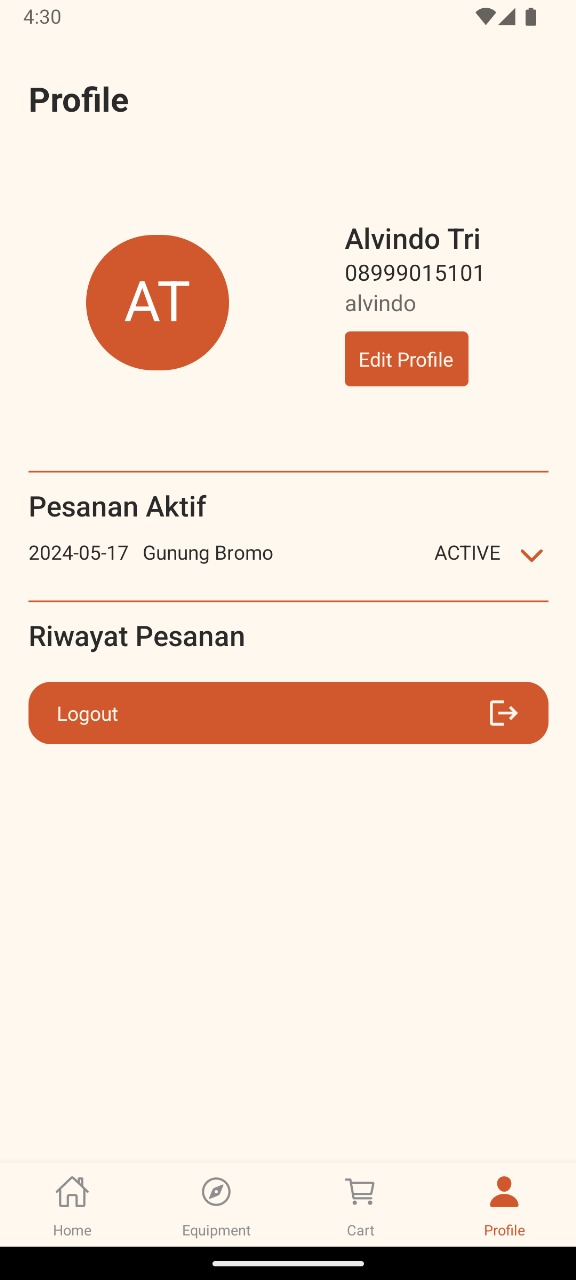 4:30
Profile
AT
Alvindo Tri
08999015101
alvindo
Edit Profile
Pesanan Aktif
2024-05-17 Gunung Bromo ACTIVE
Riwayat Pesanan
Logout
Home Equipment Cart Profile